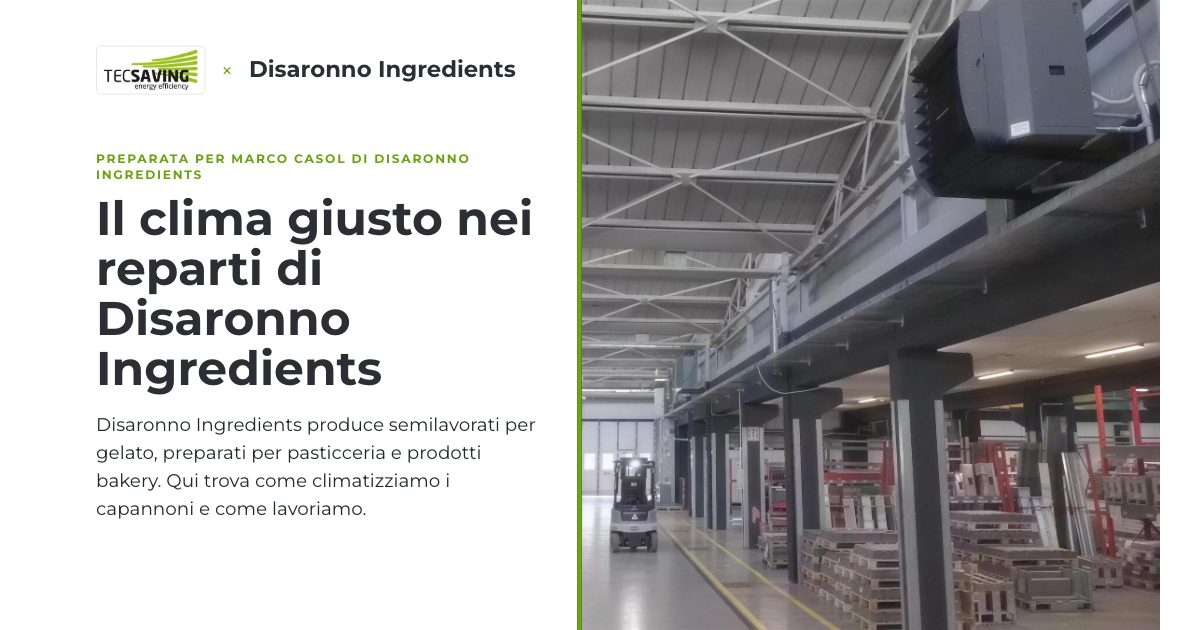 TECSAVING
energy efficiency
× Disaronno Ingredients
PREPARATA PER MARCO CASOL DI DISARONNO
INGREDIENTS
Il clima giusto nei
reparti di
Disaronno
Ingredients
Disaronno Ingredients produce semilavorati per
gelato, preparati per pasticceria e prodotti
bakery. Qui trova come climatizziamo i
capannoni e come lavoriamo.